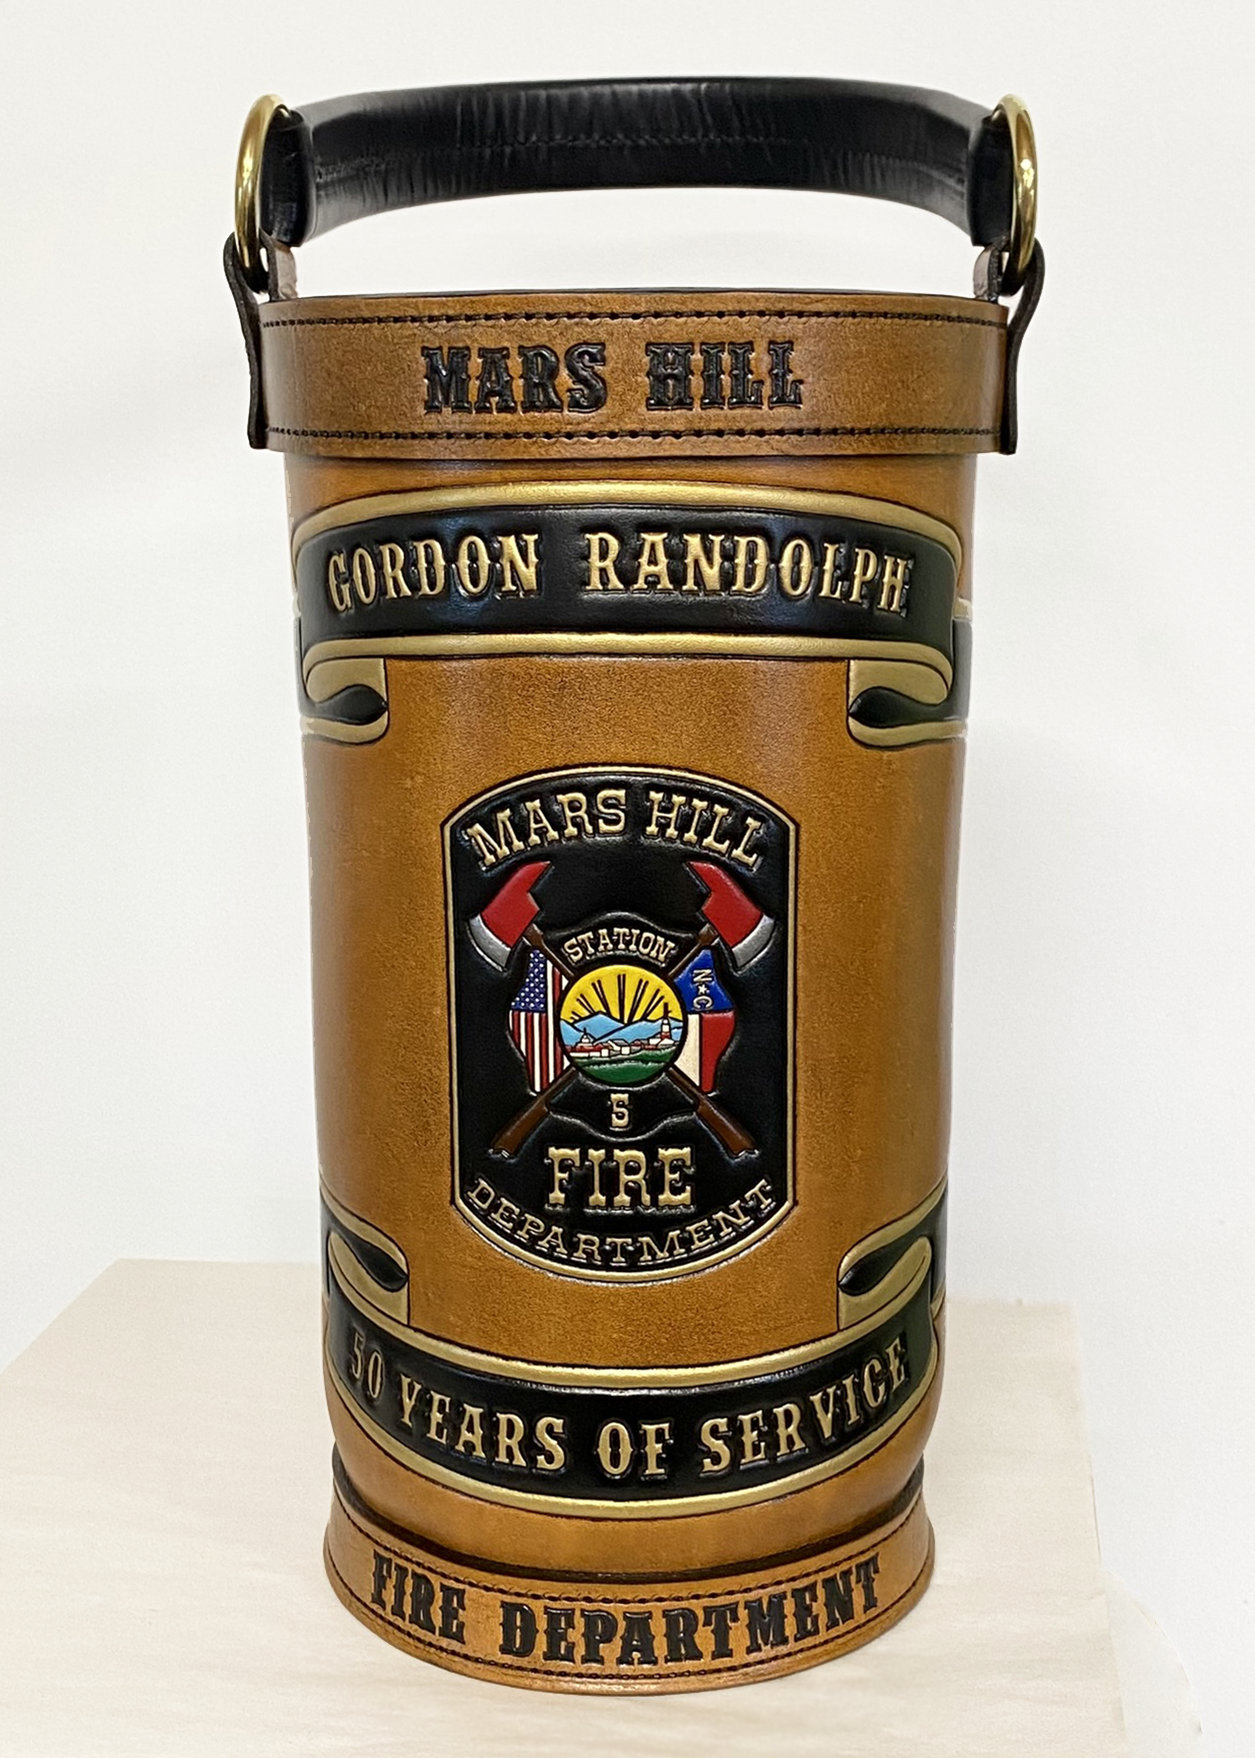 MARS HILL
GORDON RANDOLPH
MARS HILL
STATION
N★C
5
FIRE
DEPARTMENT
50 YEARS OF SERVICE
FIRE DEPARTMENT